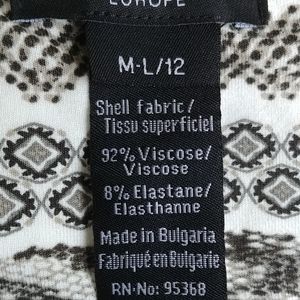 EUROPE
M-L/12
Shell fabric/
Tissu superficiel
92% Viscose/
Viscose
8% Elastane/
Elasthanne
Made in Bulgaria
Fabriqué en Bulgarie
RN-No: 95368